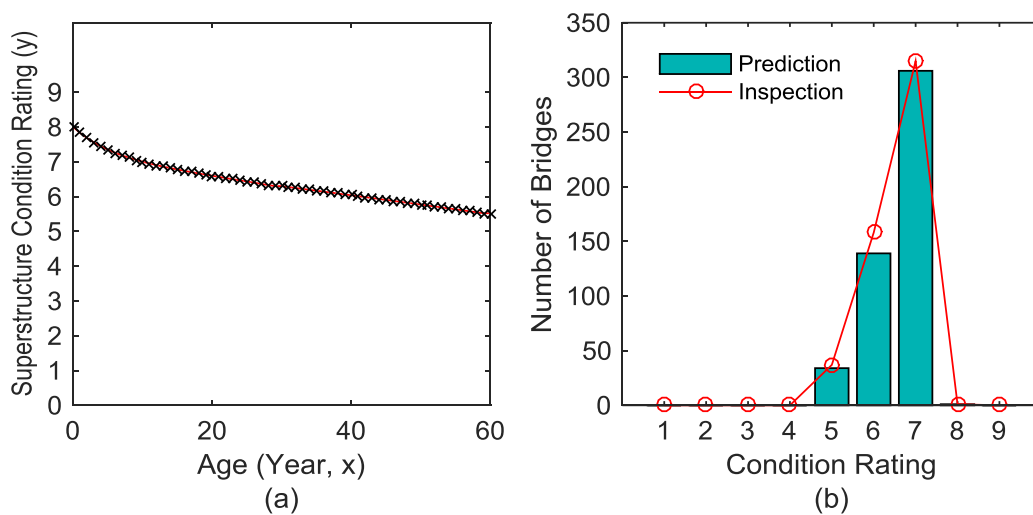 Superstructure Condition Rating (y)
9
8
7
6
5
4
3
2
1
0
0 20 40 60
Age (Year, x)
(a)
Number of Bridges
350
300
250
200
150
100
50
0
Prediction
Inspection
1 2 3 4 5 6 7 8 9
Condition Rating
(b)